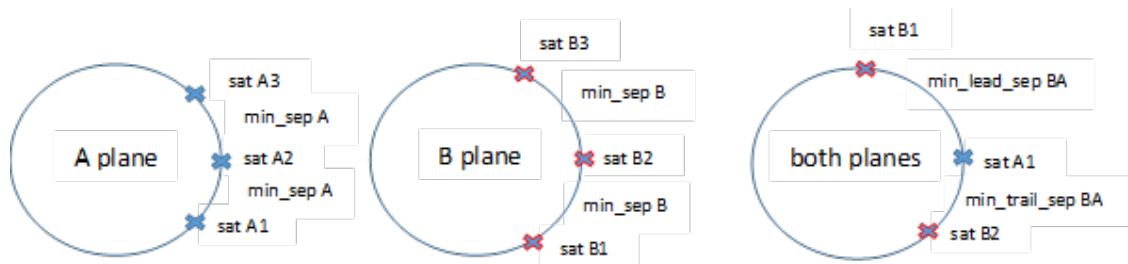 sat A3
min_sep A
A plane
sat A2
min_sep A
sat A1
sat B3
min_sep B
B plane
sat B2
min_sep B
sat B1
sat B1
min_lead_sep BA
both planes
sat A1
min_trail_sep BA
sat B2